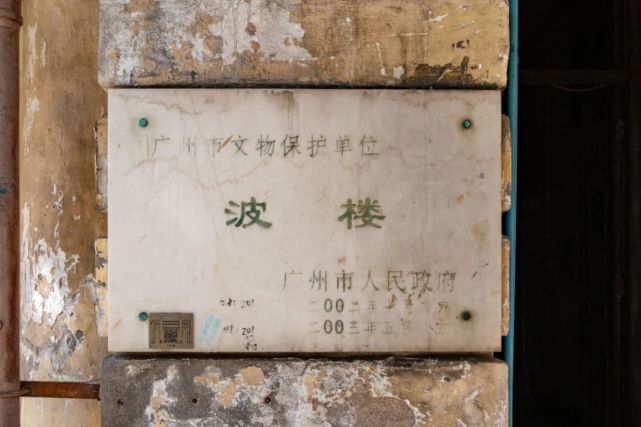 广州市文物保护单位
波楼
广州市人民政府
二00二年
二00三年五月